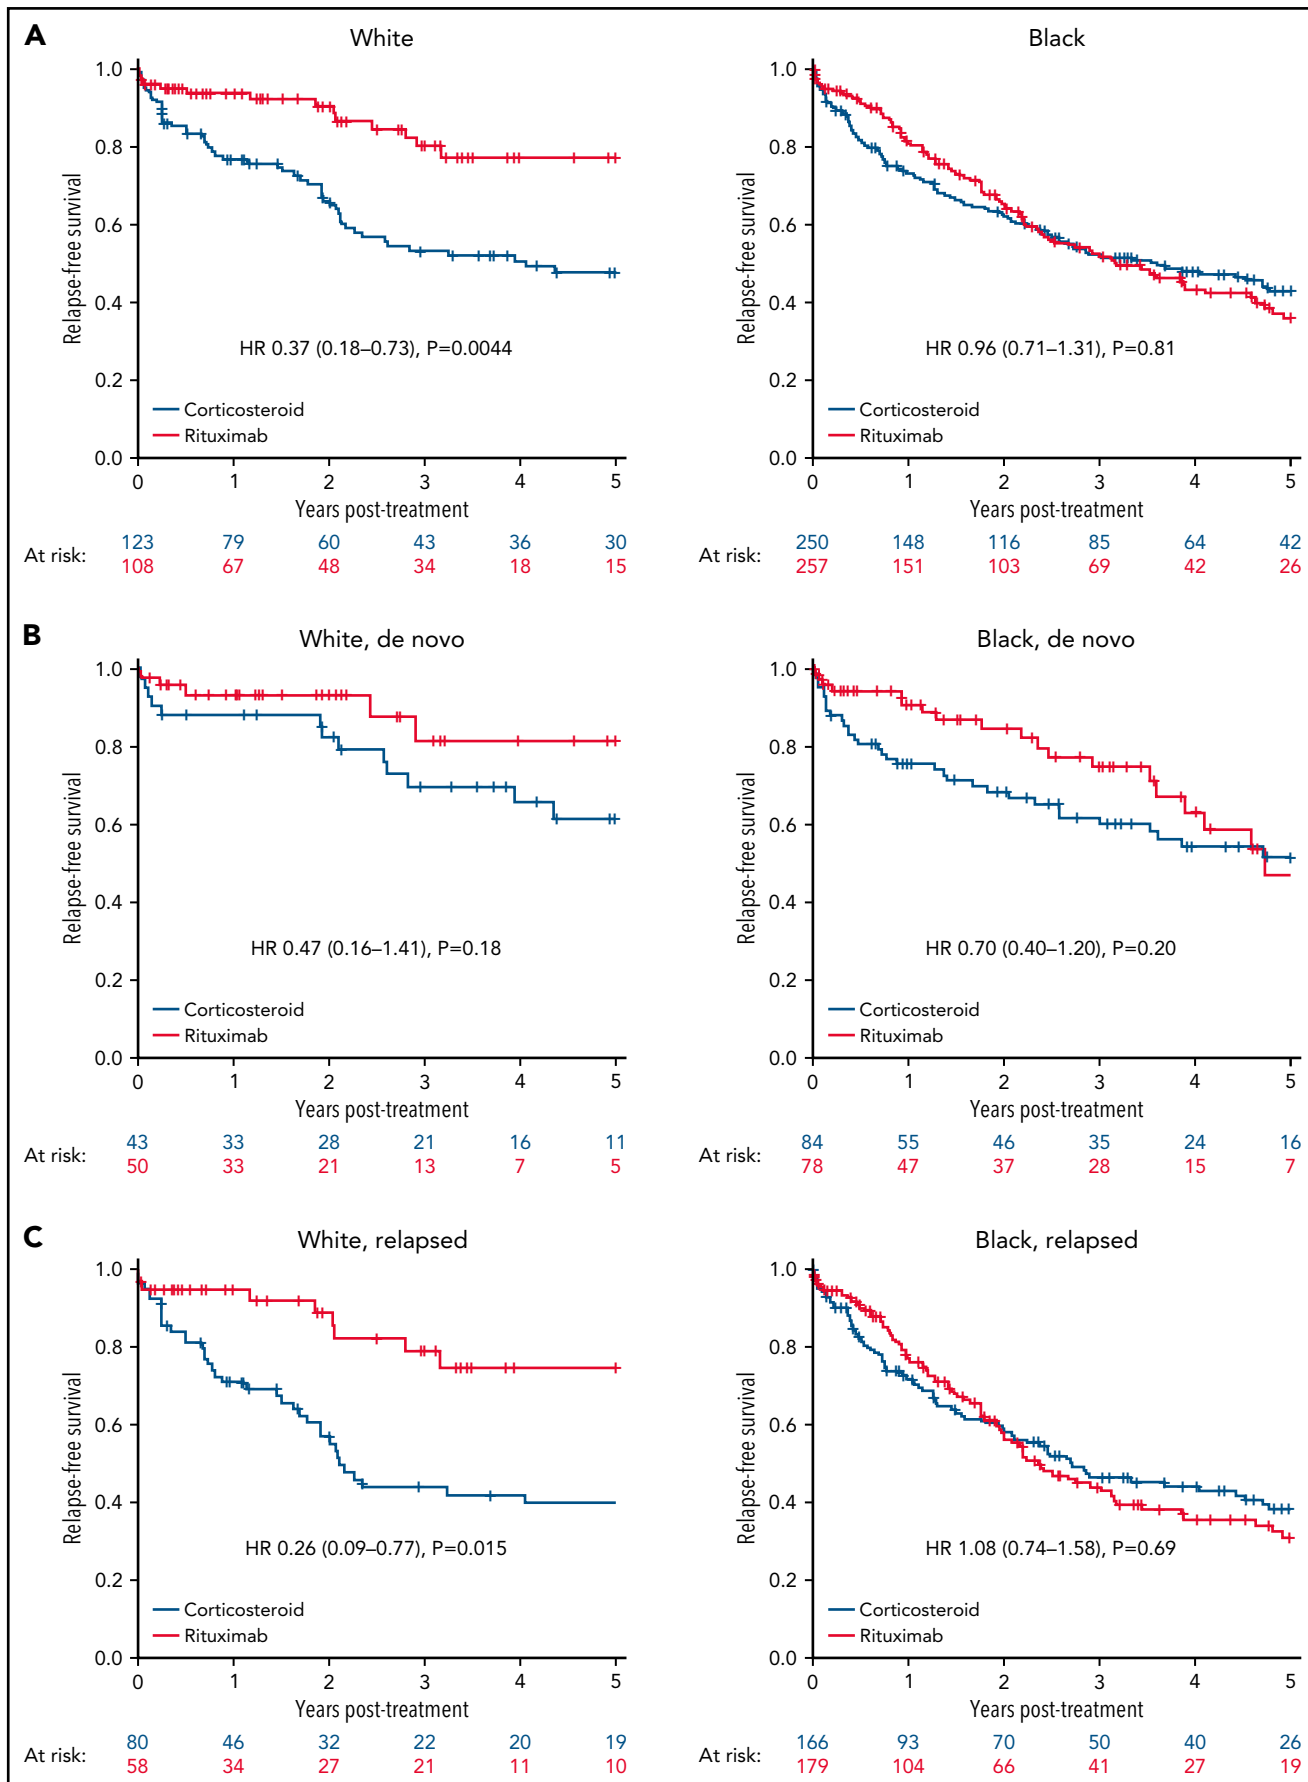 A
White
Black
Relapse-free survival
1.0
0.8
0.6
0.4
0.2
0.0
HR 0.37 (0.18–0.73), P=0.0044
Corticosteroid
Rituximab
0 1 2 3 4 5
Years post-treatment
At risk:
123 79 60 43 36 30
108 67 48 34 18 15
Relapse-free survival
1.0
0.8
0.6
0.4
0.2
0.0
HR 0.96 (0.71–1.31), P=0.81
Corticosteroid
Rituximab
0 1 2 3 4 5
Years post-treatment
At risk:
250 148 116 85 64 42
257 151 103 69 42 26
B
White, de novo
Black, de novo
Relapse-free survival
1.0
0.8
0.6
0.4
0.2
0.0
HR 0.47 (0.16–1.41), P=0.18
Corticosteroid
Rituximab
0 1 2 3 4 5
Years post-treatment
At risk:
43 33 28 21 16 11
50 33 21 13 7 5
Relapse-free survival
1.0
0.8
0.6
0.4
0.2
0.0
HR 0.70 (0.40–1.20), P=0.20
Corticosteroid
Rituximab
0 1 2 3 4 5
Years post-treatment
At risk:
84 55 46 35 24 16
78 47 37 28 15 7
C
White, relapsed
Black, relapsed
Relapse-free survival
1.0
0.8
0.6
0.4
0.2
0.0
HR 0.26 (0.09–0.77), P=0.015
Corticosteroid
Rituximab
0 1 2 3 4 5
Years post-treatment
At risk:
80 46 32 22 20 19
58 34 27 21 11 10
Relapse-free survival
1.0
0.8
0.6
0.4
0.2
0.0
HR 1.08 (0.74–1.58), P=0.69
Corticosteroid
Rituximab
0 1 2 3 4 5
Years post-treatment
At risk:
166 93 70 50 40 26
179 104 66 41 27 19